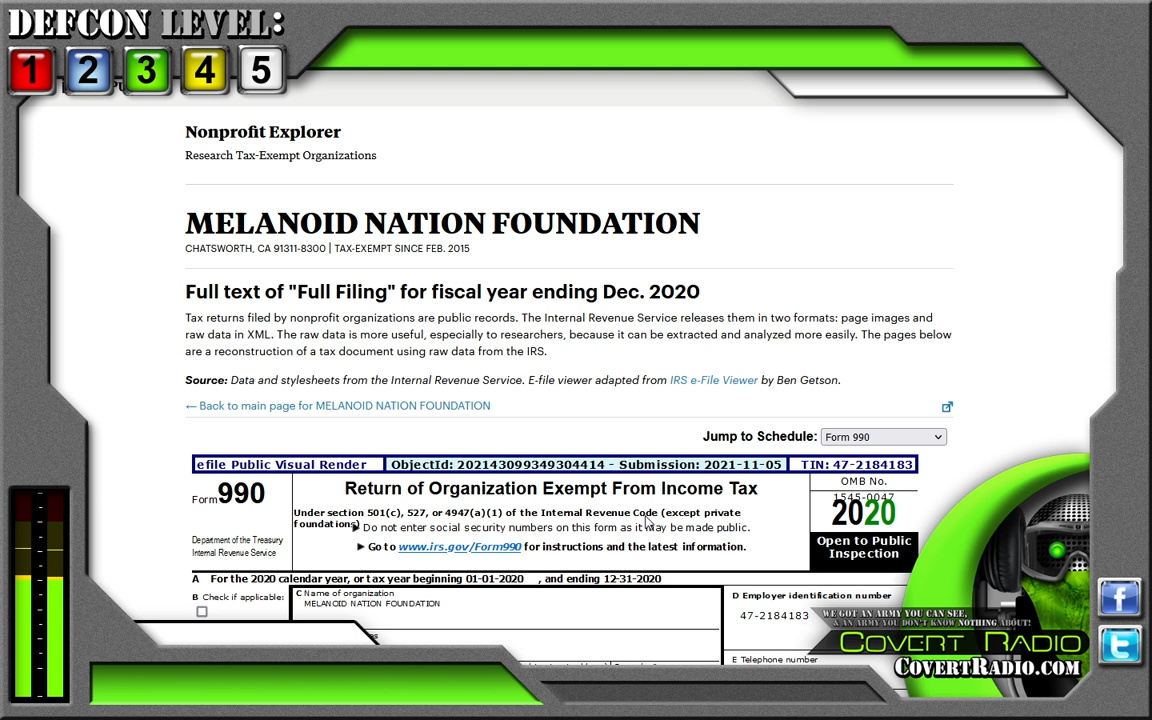 DEFCON LEVEL:
1 2 3 4 5
Nonprofit Explorer
Research Tax-Exempt Organizations
MELANOID NATION FOUNDATION
CHATSWORTH, CA 91311-8300 | TAX-EXEMPT SINCE FEB. 2015
Full text of "Full Filing" for fiscal year ending Dec. 2020
Tax returns filed by nonprofit organizations are public records. The Internal Revenue Service releases them in two formats: page images and
raw data in XML. The raw data is more useful, especially to researchers, because it can be extracted and analyzed more easily. The pages below
are a reconstruction of a tax document using raw data from the IRS.
Source: Data and stylesheets from the Internal Revenue Service. E-file viewer adapted from IRS e-File Viewer by Ben Getson.
← Back to main page for MELANOID NATION FOUNDATION
Jump to Schedule: Form 990
efile Public Visual Render ObjectId: 202143099349304414 - Submission: 2021-11-05 TIN: 47-2184183
Form 990
Return of Organization Exempt From Income Tax
OMB No.
1545-0047
Under section 501(c), 527, or 4947(a)(1) of the Internal Revenue Code (except private
foundations)
▶ Do not enter social security numbers on this form as it may be made public.
2020
Department of the Treasury
Internal Revenue Service
▶ Go to www.irs.gov/Form990 for instructions and the latest information.
Open to Public
Inspection
A For the 2020 calendar year, or tax year beginning 01-01-2020 , and ending 12-31-2020
B Check if applicable:
C Name of organization
MELANOID NATION FOUNDATION
D Employer identification number
47-2184183
E Telephone number
WE GOT AN ARMY YOU CAN SEE,
& AN ARMY YOU DON'T KNOW NOTHING ABOUT!
COVERT RADIO
COVERTRADIO.COM